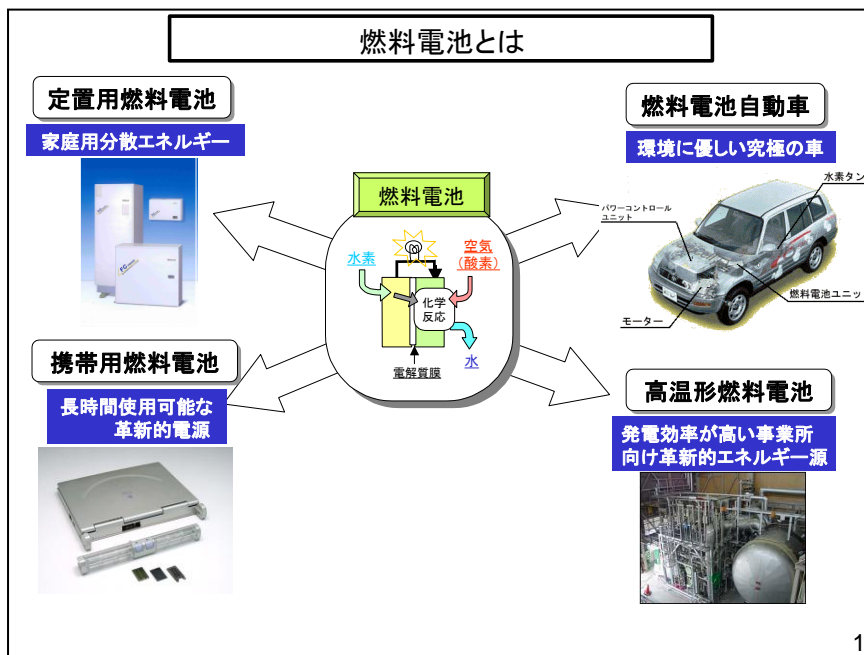 燃料電池とは
定置用燃料電池
家庭用分散エネルギー
燃料電池自動車
環境に優しい究極の車
水素タン
パワーコントロール
ユニット
燃料電池ユニッ
モーター
燃料電池
水素
空気
(酸素)
化学
反応
水
電解質膜
携帯用燃料電池
長時間使用可能な
革新的電源
高温形燃料電池
発電効率が高い事業所
向け革新的エネルギー源
1